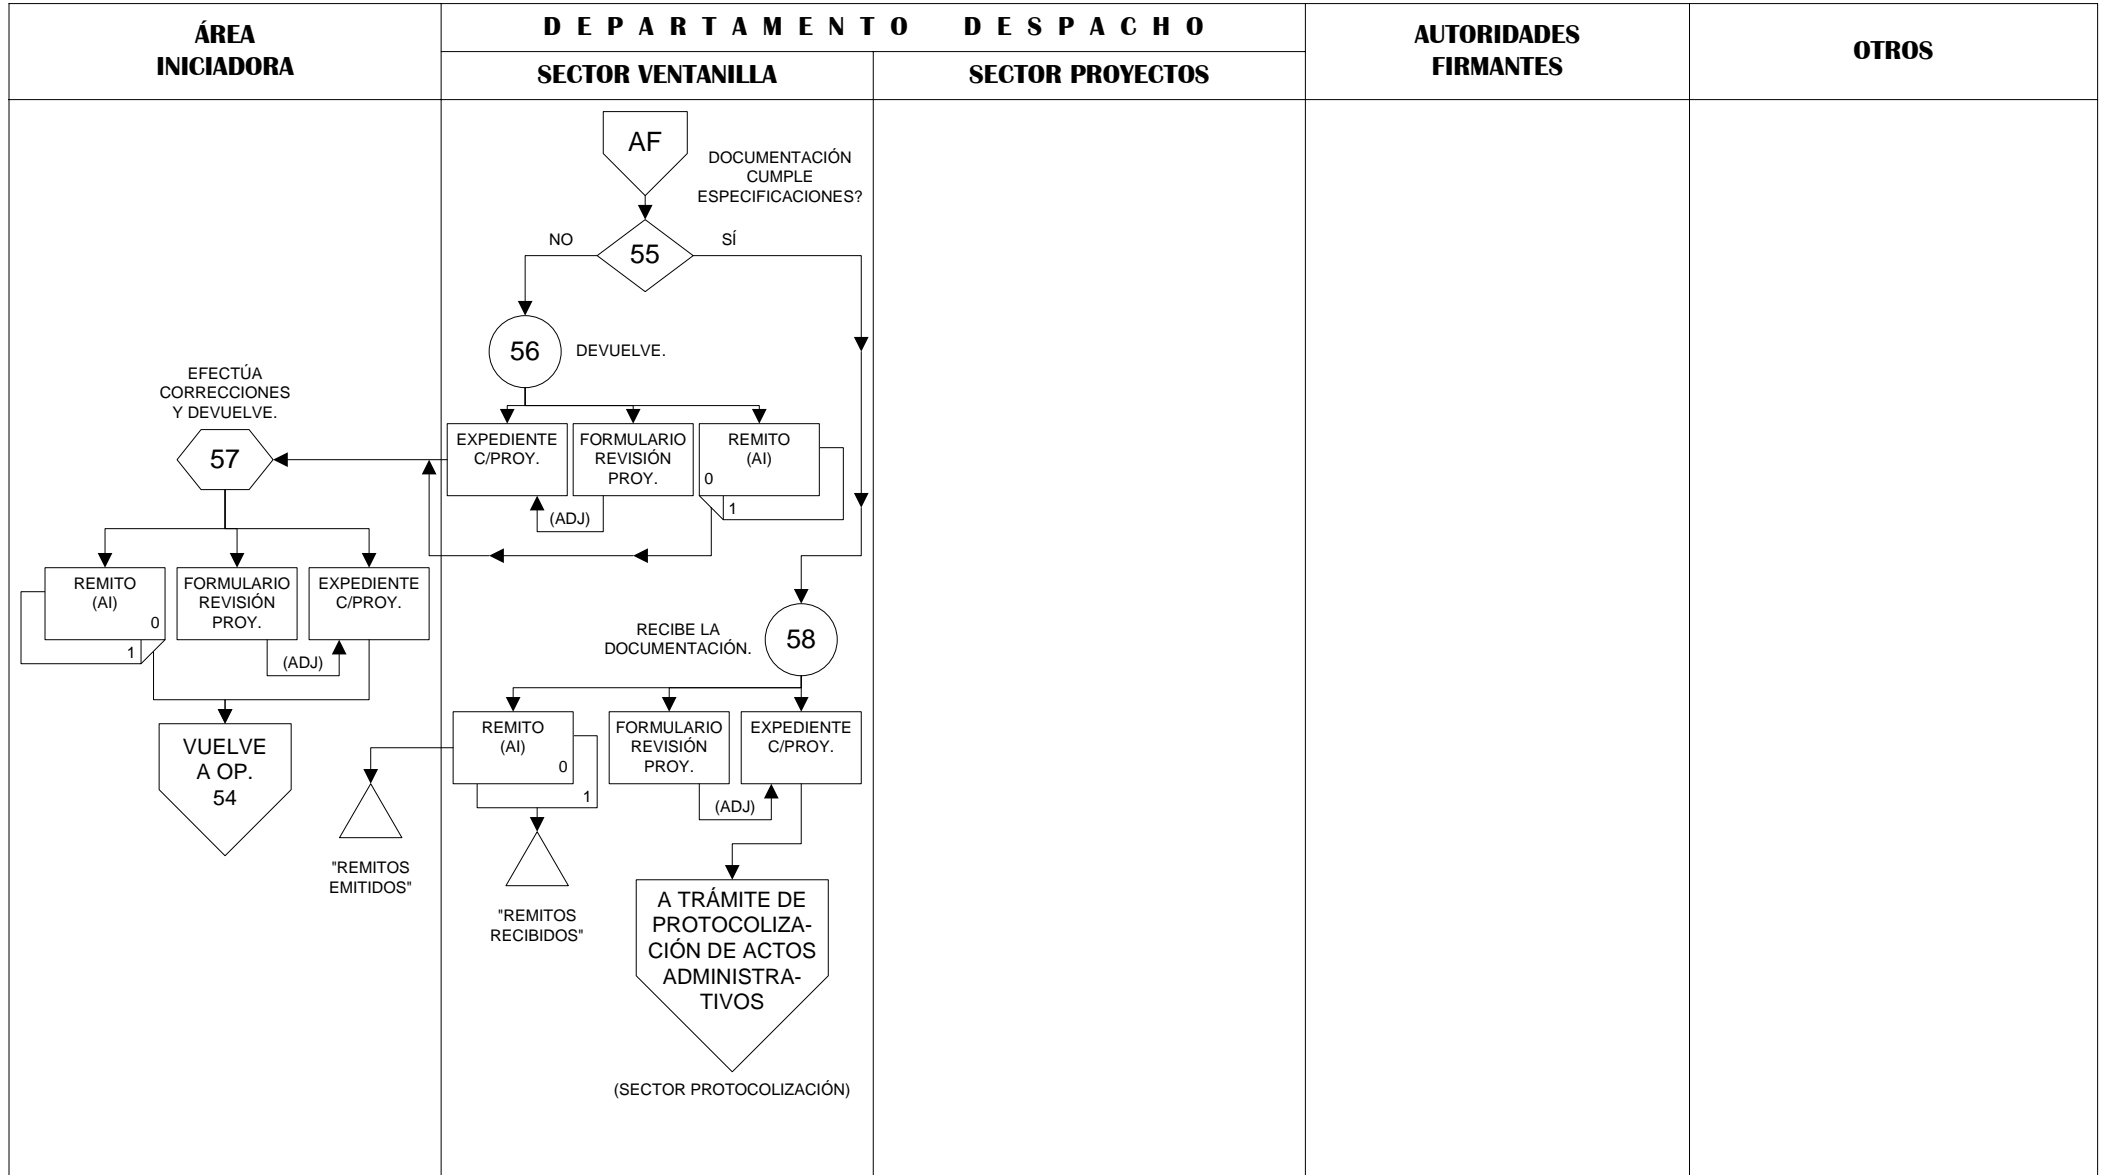 ÁREA
INICIADORA
DEPARTAMENTO DESPACHO
SECTOR VENTANILLA
SECTOR PROYECTOS
AUTORIDADES
FIRMANTES
OTROS
AF
DOCUMENTACIÓN
CUMPLE
ESPECIFICACIONES?
NO
55
SÍ
56
DEVUELVE.
EFECTÚA
CORRECCIONES
Y DEVUELVE.
57
EXPEDIENTE
C/PROY.
FORMULARIO
REVISIÓN
PROY.
REMITO
(AI)
0
1
(ADJ)
REMITO
(AI)
0
1
FORMULARIO
REVISIÓN
PROY.
EXPEDIENTE
C/PROY.
(ADJ)
VUELVE
A OP.
54
RECIBE LA
DOCUMENTACIÓN.
58
REMITO
(AI)
0
1
FORMULARIO
REVISIÓN
PROY.
EXPEDIENTE
C/PROY.
(ADJ)
"REMITOS
EMITIDOS"
"REMITOS
RECIBIDOS"
A TRÁMITE DE
PROTOCOLIZA-
CIÓN DE ACTOS
ADMINISTRA-
TIVOS
(SECTOR PROTOCOLIZACIÓN)